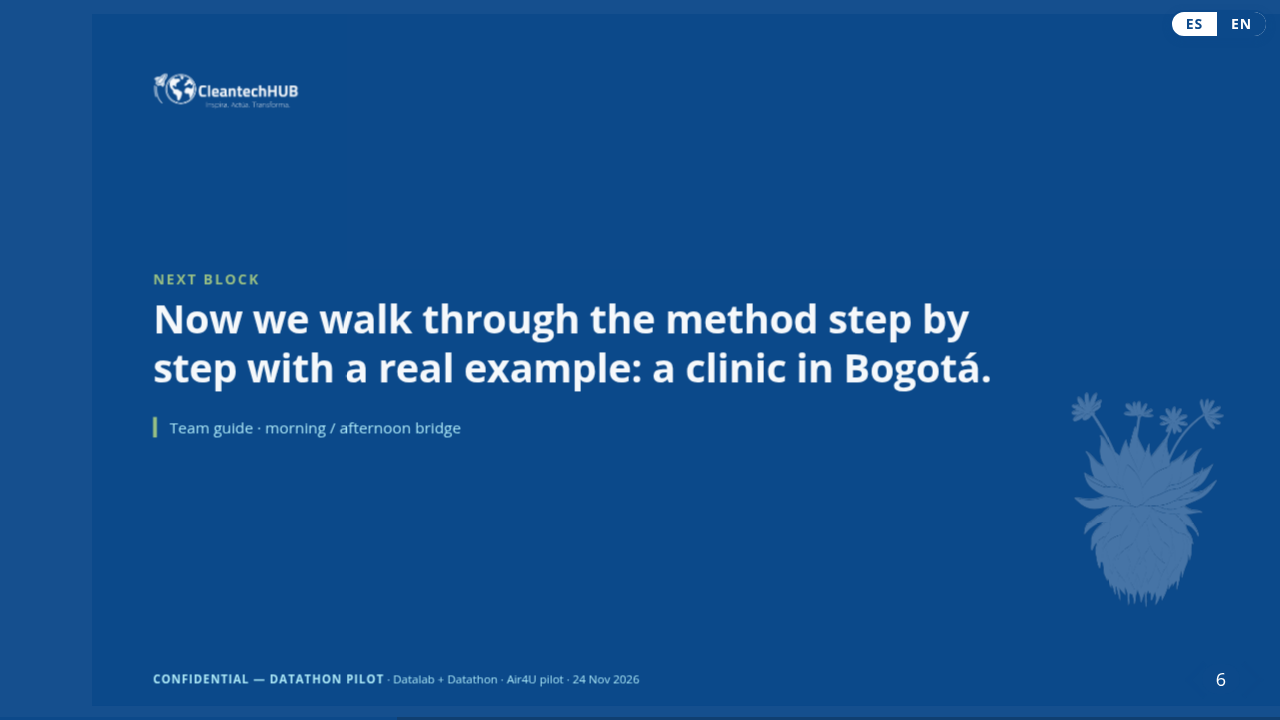 ES EN
CleantechHUB
Inspira. Actúa. Transforma.
NEXT BLOCK
Now we walk through the method step by
step with a real example: a clinic in Bogotá.
Team guide · morning / afternoon bridge
CONFIDENTIAL — DATATHON PILOT · Datalab + Datathon · Air4U pilot · 24 Nov 2026
6